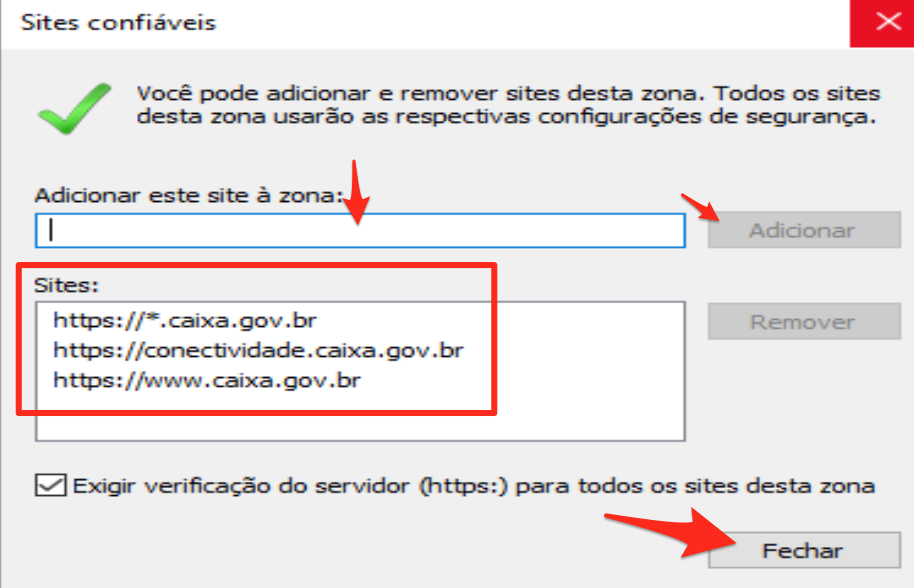 Sites confiáveis
Você pode adicionar e remover sites desta zona. Todos os sites
desta zona usarão as respectivas configurações de segurança.
Adicionar este site à zona:
Adicionar
Sites:
https://*.caixa.gov.br
https://conectividade.caixa.gov.br
https://www.caixa.gov.br
Remover
Exigir verificação do servidor (https:) para todos os sites desta zona
Fechar